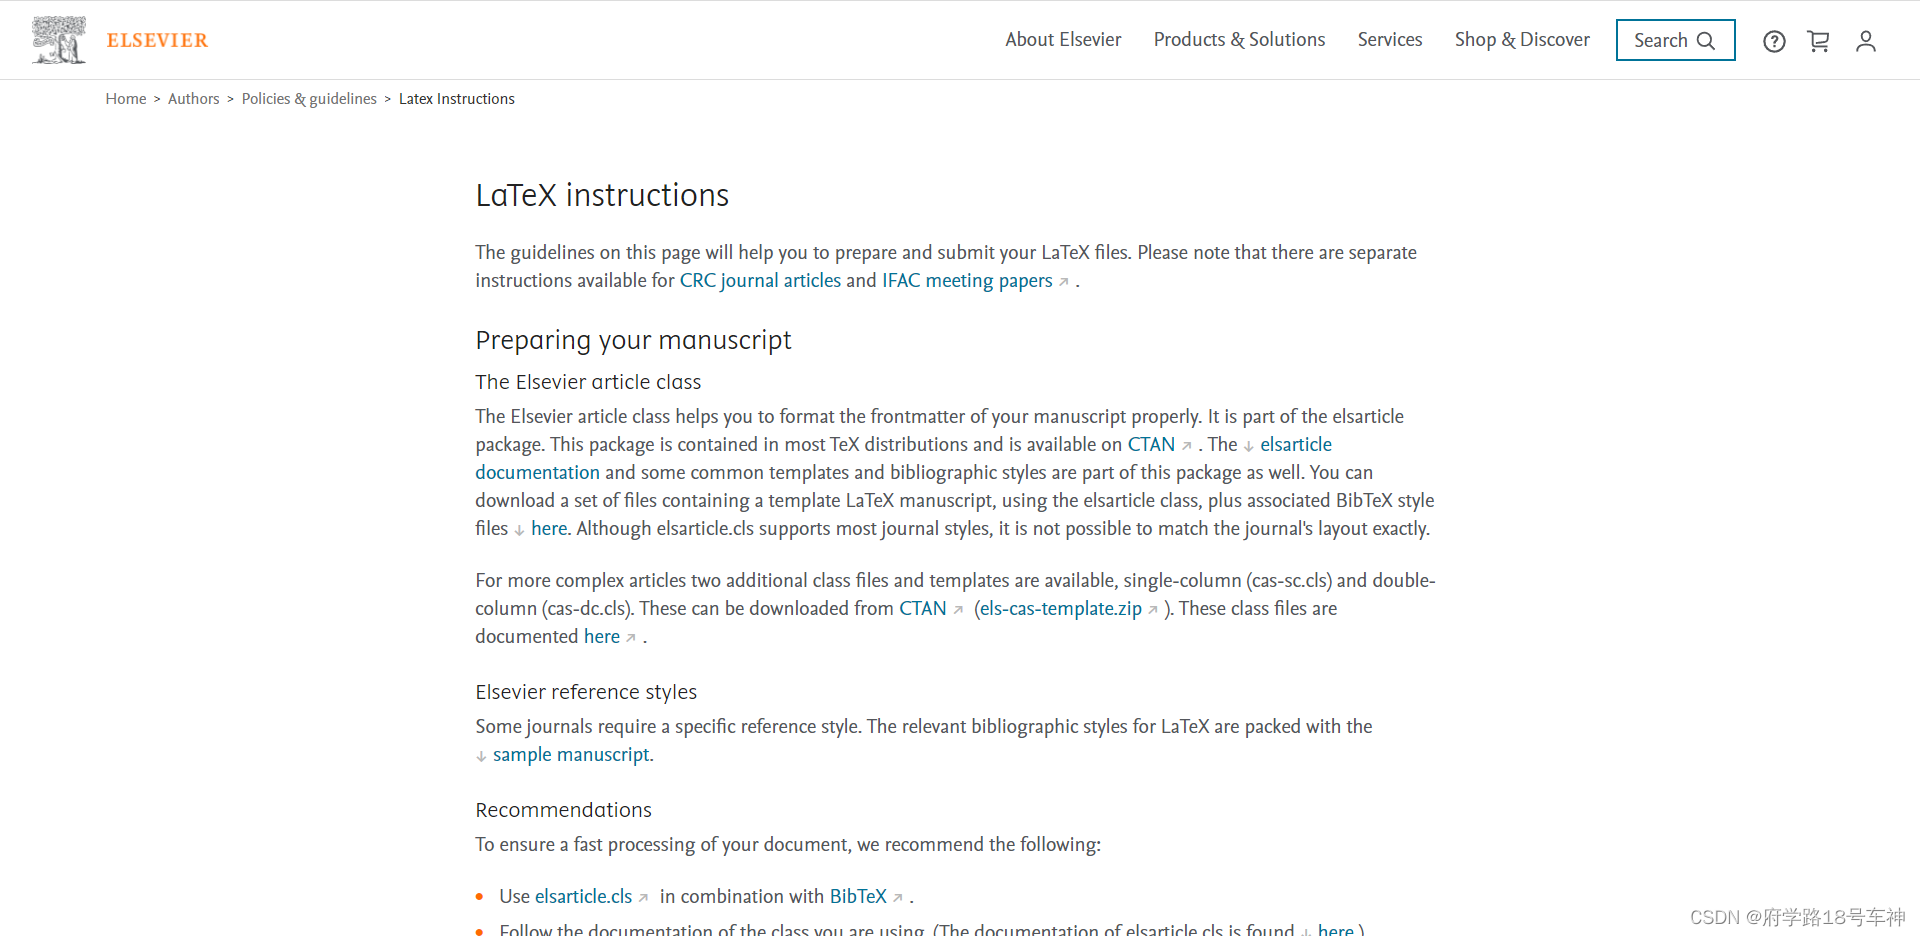 ELSEVIER
About Elsevier Products & Solutions Services Shop & Discover Search
Home > Authors > Policies & guidelines > Latex Instructions
LaTeX instructions
The guidelines on this page will help you to prepare and submit your LaTeX files. Please note that there are separate
instructions available for CRC journal articles and IFAC meeting papers ↗ .
Preparing your manuscript
The Elsevier article class
The Elsevier article class helps you to format the frontmatter of your manuscript properly. It is part of the elsarticle
package. This package is contained in most TeX distributions and is available on CTAN ↗ . The ↓ elsarticle
documentation and some common templates and bibliographic styles are part of this package as well. You can
download a set of files containing a template LaTeX manuscript, using the elsarticle class, plus associated BibTeX style
files ↓ here. Although elsarticle.cls supports most journal styles, it is not possible to match the journal's layout exactly.
For more complex articles two additional class files and templates are available, single-column (cas-sc.cls) and double-
column (cas-dc.cls). These can be downloaded from CTAN ↗ (els-cas-template.zip ↗ ). These class files are
documented here ↗ .
Elsevier reference styles
Some journals require a specific reference style. The relevant bibliographic styles for LaTeX are packed with the
↓ sample manuscript.
Recommendations
To ensure a fast processing of your document, we recommend the following:
• Use elsarticle.cls ↗ in combination with BibTeX ↗ .
• Follow the documentation of the class you are using. (The documentation of elsarticle.cls is found ↓ here.)
CSDN @府学路18号车神